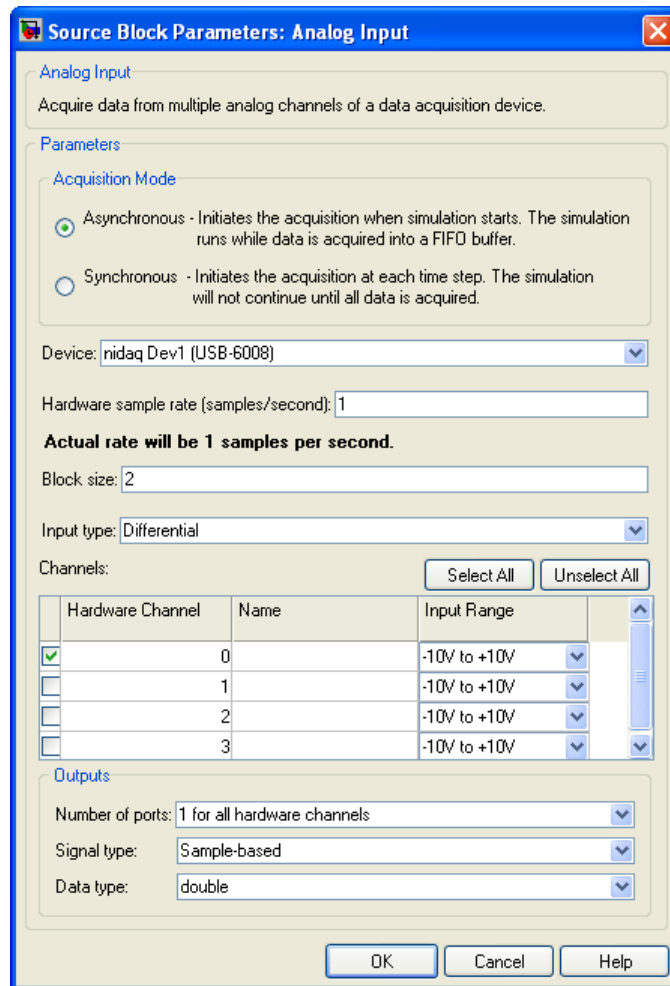 Source Block Parameters: Analog Input
Analog Input
Acquire data from multiple analog channels of a data acquisition device.
Parameters
Acquisition Mode
Asynchronous - Initiates the acquisition when simulation starts. The simulation
runs while data is acquired into a FIFO buffer.
Synchronous - Initiates the acquisition at each time step. The simulation
will not continue until all data is acquired.
Device: nidaq Dev1 (USB-6008)
Hardware sample rate (samples/second): 1
Actual rate will be 1 samples per second.
Block size: 2
Input type: Differential
Channels: Select All Unselect All
Hardware Channel Name Input Range
0 -10V to +10V
1 -10V to +10V
2 -10V to +10V
3 -10V to +10V
Outputs
Number of ports: 1 for all hardware channels
Signal type: Sample-based
Data type: double
OK Cancel Help